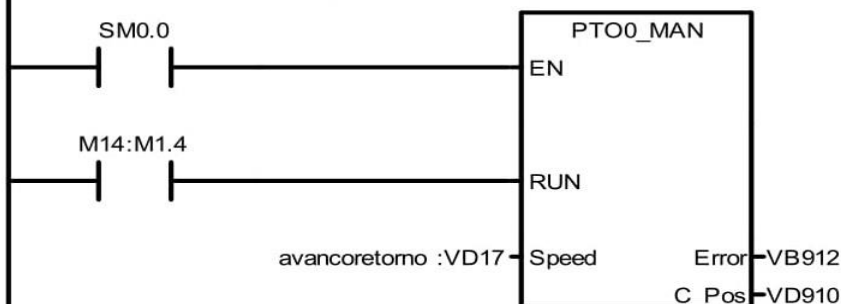 SM0.0
PTO0_MAN
EN
M14:M1.4
RUN
avancoretorno :VD17 Speed Error VB912
C_Pos VD910